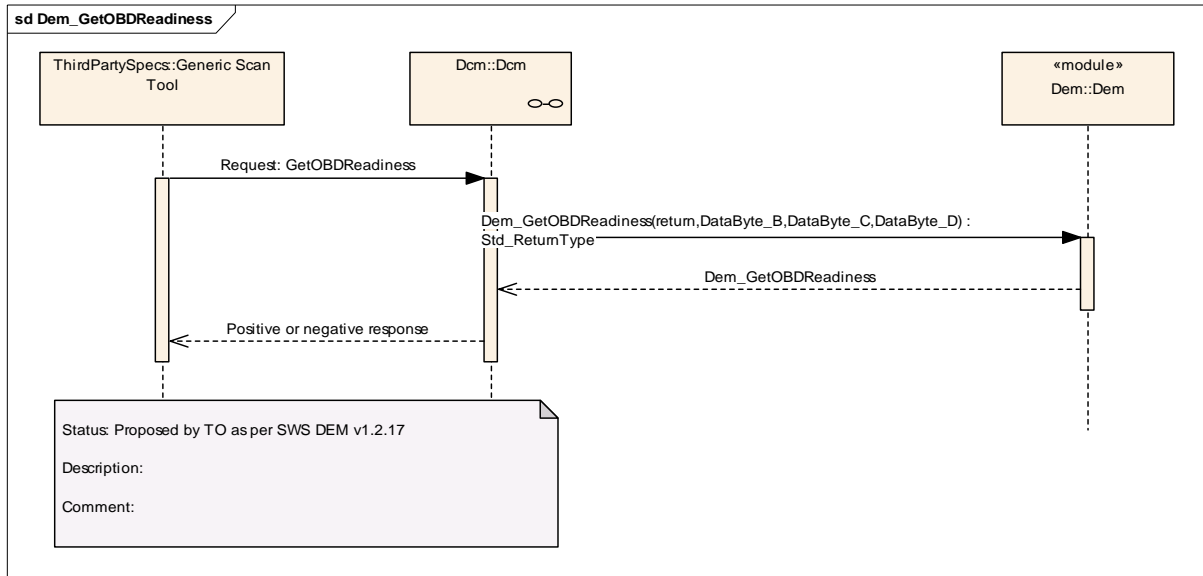 sd Dem_GetOBDReadiness
ThirdPartySpecs::Generic Scan
Tool
Dcm::Dcm
«module»
Dem::Dem
Request: GetOBDReadiness
Dem_GetOBDReadiness(return,DataByte_B,DataByte_C,DataByte_D) :
Std_ReturnType
Dem_GetOBDReadiness
Positive or negative response
Status: Proposed by TO as per SWS DEM v1.2.17
Description:
Comment: